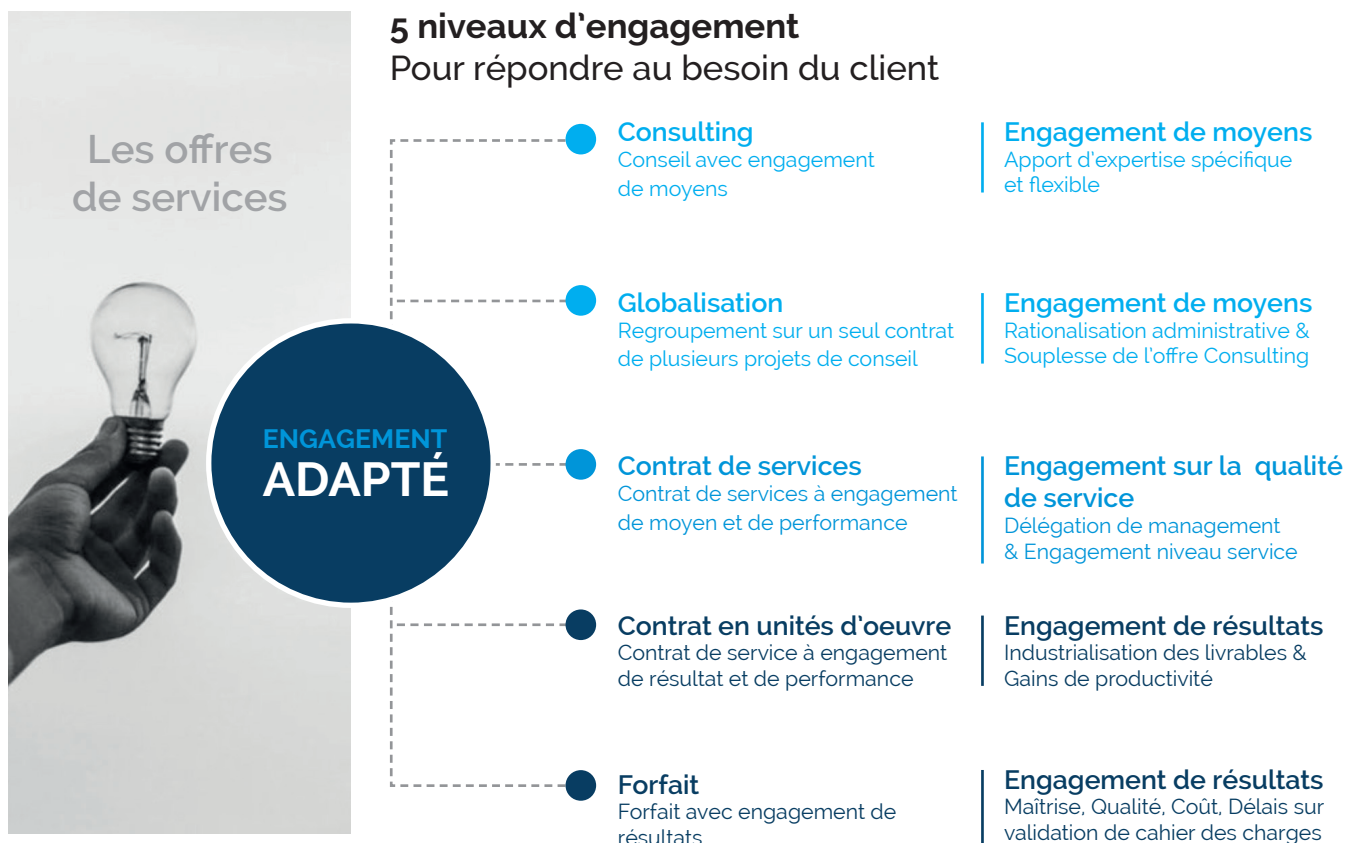 5 niveaux d’engagement
Pour répondre au besoin du client
Les offres
de services
ENGAGEMENT
ADAPTÉ
Consulting
Conseil avec engagement
de moyens
Engagement de moyens
Apport d’expertise spécifique
et flexible
Globalisation
Regroupement sur un seul contrat
de plusieurs projets de conseil
Engagement de moyens
Rationalisation administrative &
Souplesse de l’offre Consulting
Contrat de services
Contrat de services à engagement
de moyen et de performance
Engagement sur la qualité
de service
Délégation de management
& Engagement niveau service
Contrat en unités d’oeuvre
Contrat de service à engagement
de résultat et de performance
Engagement de résultats
Industrialisation des livrables &
Gains de productivité
Forfait
Forfait avec engagement de
résultats
Engagement de résultats
Maîtrise, Qualité, Coût, Délais sur
validation de cahier des charges